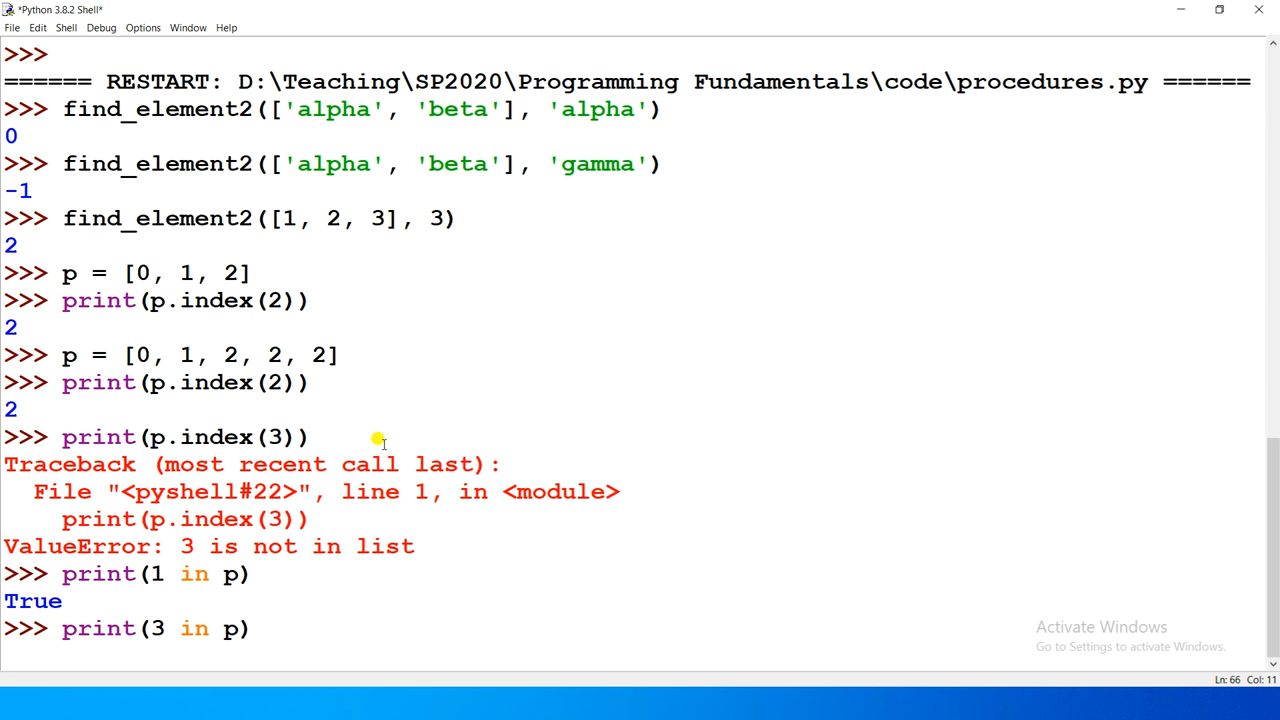 *Python 3.8.2 Shell*
File Edit Shell Debug Options Window Help
>>>
====== RESTART: D:\Teaching\SP2020\Programming Fundamentals\code\procedures.py ======
>>> find_element2(['alpha', 'beta'], 'alpha')
0
>>> find_element2(['alpha', 'beta'], 'gamma')
-1
>>> find_element2([1, 2, 3], 3)
2
>>> p = [0, 1, 2]
>>> print(p.index(2))
2
>>> p = [0, 1, 2, 2, 2]
>>> print(p.index(2))
2
>>> print(p.index(3))
Traceback (most recent call last):
  File "<pyshell#22>", line 1, in <module>
    print(p.index(3))
ValueError: 3 is not in list
>>> print(1 in p)
True
>>> print(3 in p)
Activate Windows
Go to Settings to activate Windows.
Ln: 66 Col: 11